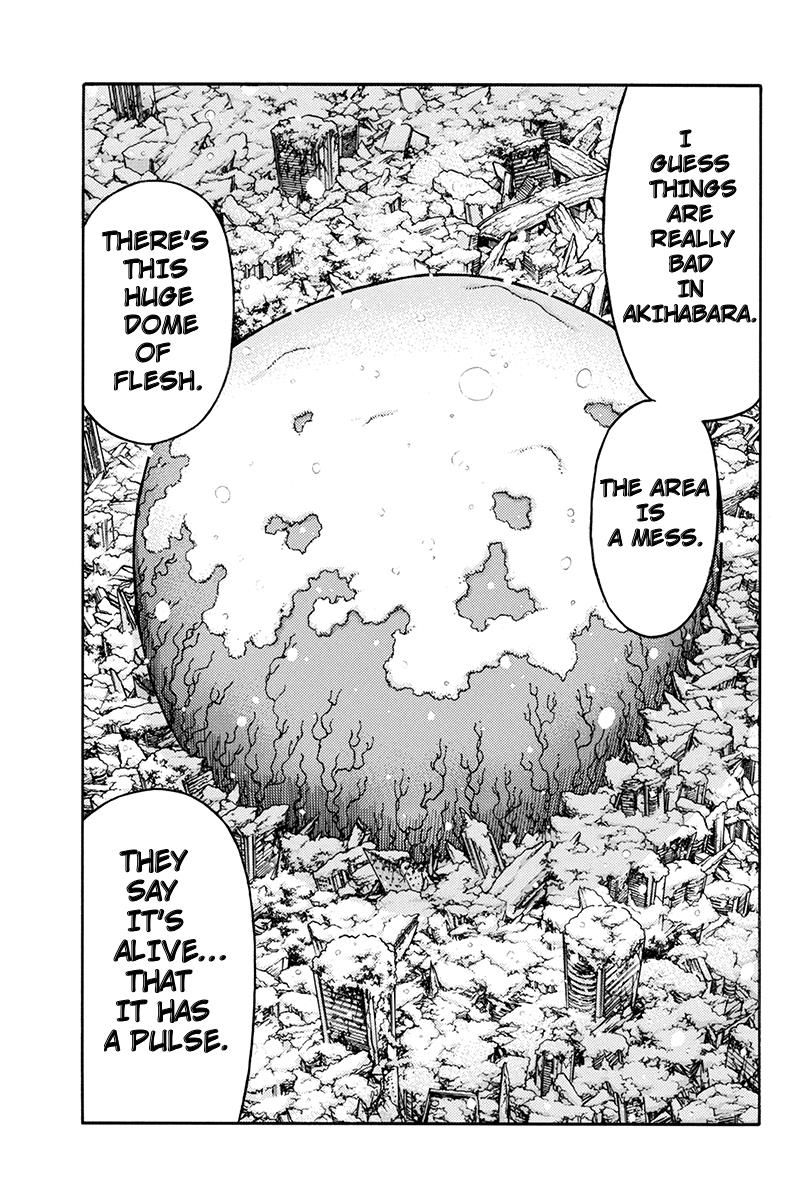 I
GUESS
THINGS
ARE
REALLY
BAD
IN
AKIHABARA.
THE AREA
IS
A MESS.
THERE'S
THIS
HUGE
DOME
OF
FLESH.
THEY
SAY
IT'S
ALIVE...
THAT
IT HAS
A PULSE.